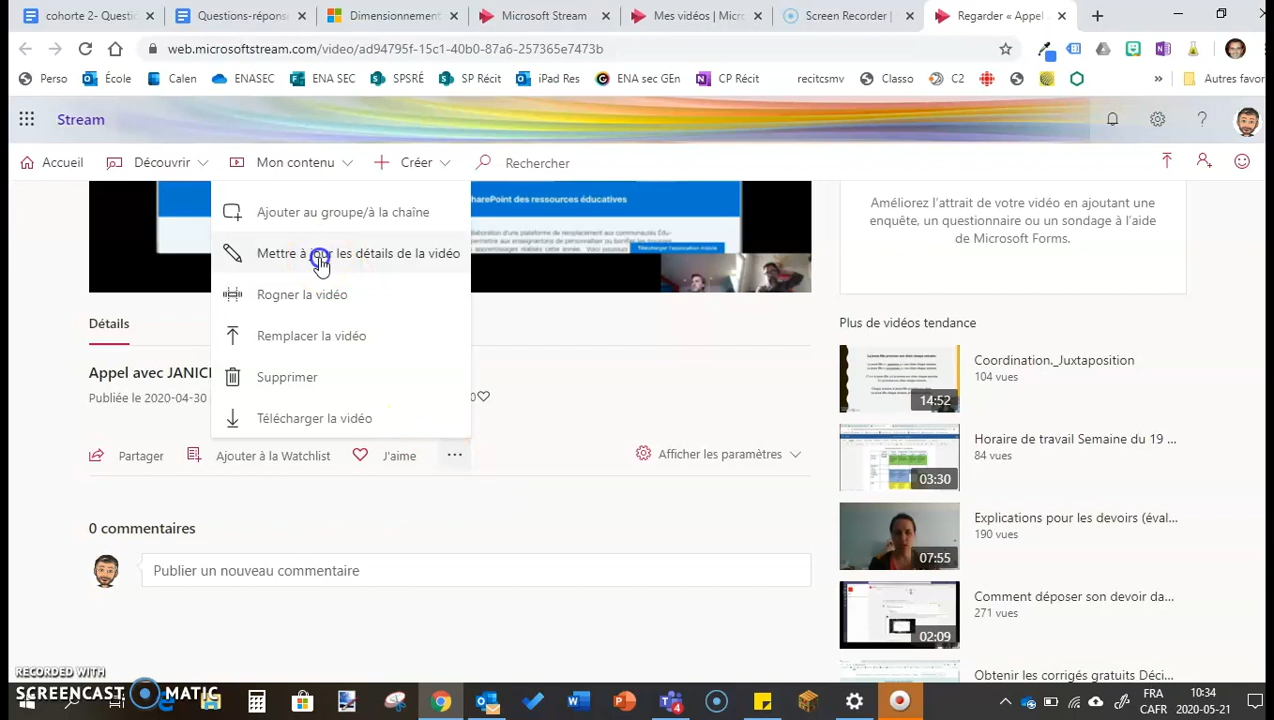 cohorte 2- Questi
Questions-répons
Dimensionnemen
Microsoft Stream
Mes vidéos | Micr
Screen Recorder |
Regarder « Appel
web.microsoftstream.com/video/ad94795f-15c1-40b0-87a6-257365e7473b
Perso
École
Calen
ENASEC
ENA SEC
SPSRÉ
SP Récit
iPad Res
ENA sec GEn
CP Récit
recitcsmv
Classo
C2
Autres favor
Stream
Accueil
Découvrir
Mon contenu
Créer
Rechercher
Ajouter au groupe/à la chaîne
Mettre à jour les détails de la vidéo
Rogner la vidéo
Remplacer la vidéo
Supprimer
Télécharger la vidéo
harePoint des ressources éducatives
Télécharger l'application mobile
Améliorez l'attrait de votre vidéo en ajoutant une
enquête, un questionnaire ou un sondage à l'aide
de Microsoft Forms.
Détails
Appel avec JANIC
Publiée le 2020-04-30
0
Partager
Ajouter à la Watchlist
J'aime
Afficher les paramètres
0 commentaires
Publier un nouveau commentaire
Plus de vidéos tendance
14:52
Coordination._Juxtaposition
104 vues
03:30
Horaire de travail Semaine du 19 ...
84 vues
07:55
Explications pour les devoirs (éval...
190 vues
02:09
Comment déposer son devoir da...
271 vues
Obtenir les corrigés gratuits Déci...
RECORDED WITH
SCREENCAST MATIC
FRA
CAFR
10:34
2020-05-21